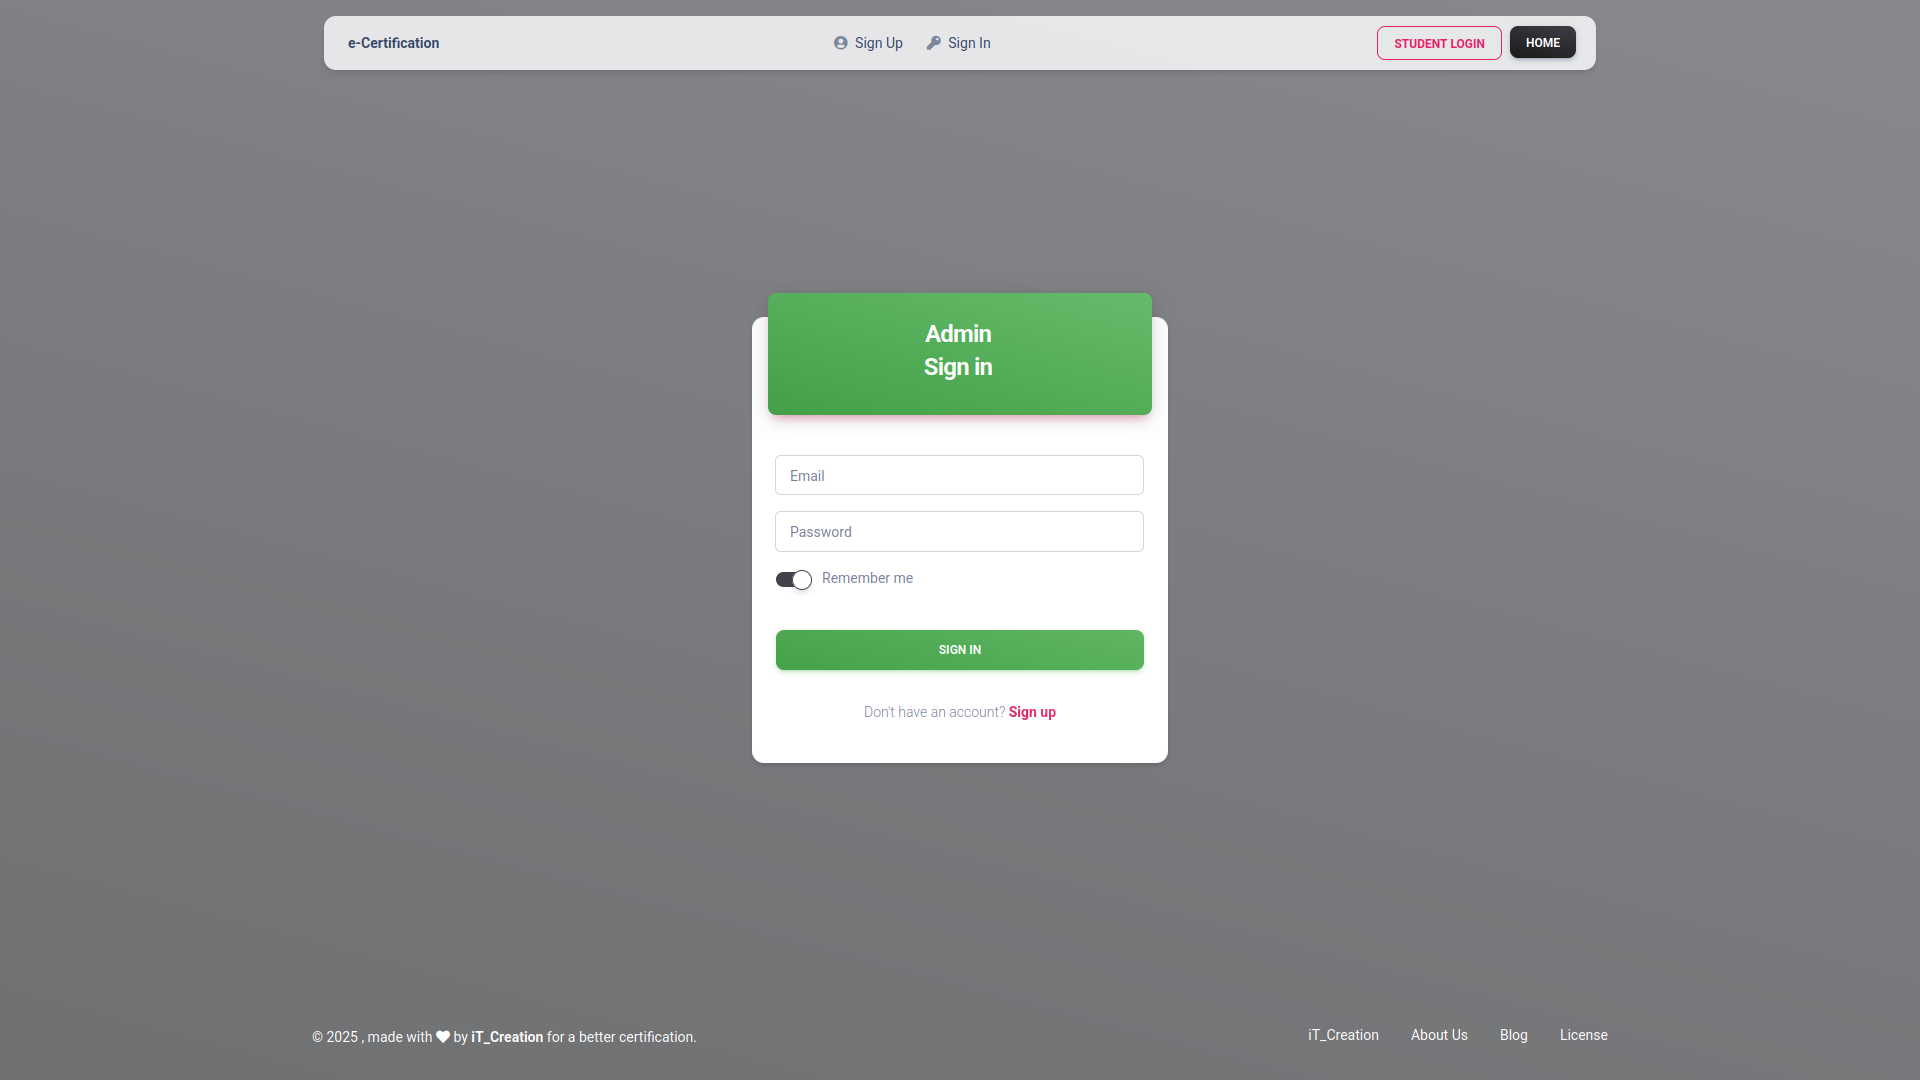 e-Certification
Sign Up
Sign In
STUDENT LOGIN
HOME
Admin
Sign in
Email
Password
Remember me
SIGN IN
Don't have an account? Sign up
© 2025 , made with by iT_Creation for a better certification.
iT_Creation
About Us
Blog
License